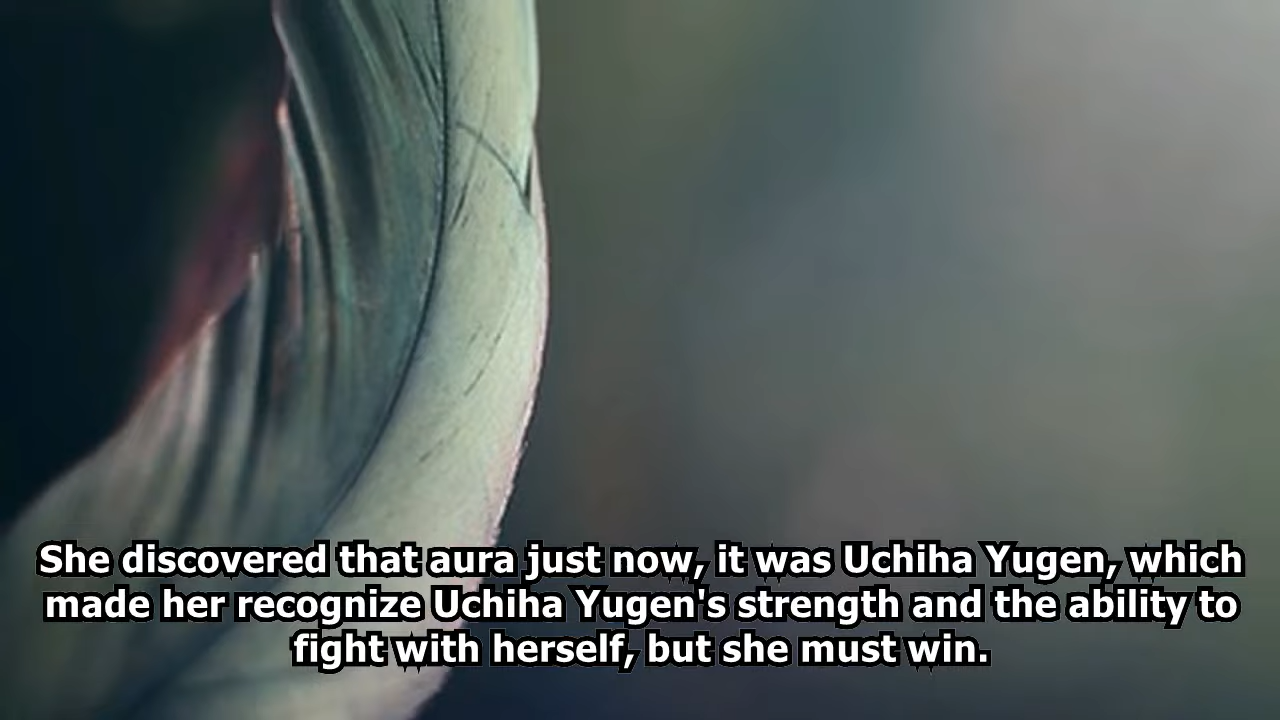 She discovered that aura just now, it was Uchiha Yugen, which
made her recognize Uchiha Yugen's strength and the ability to
fight with herself, but she must win.